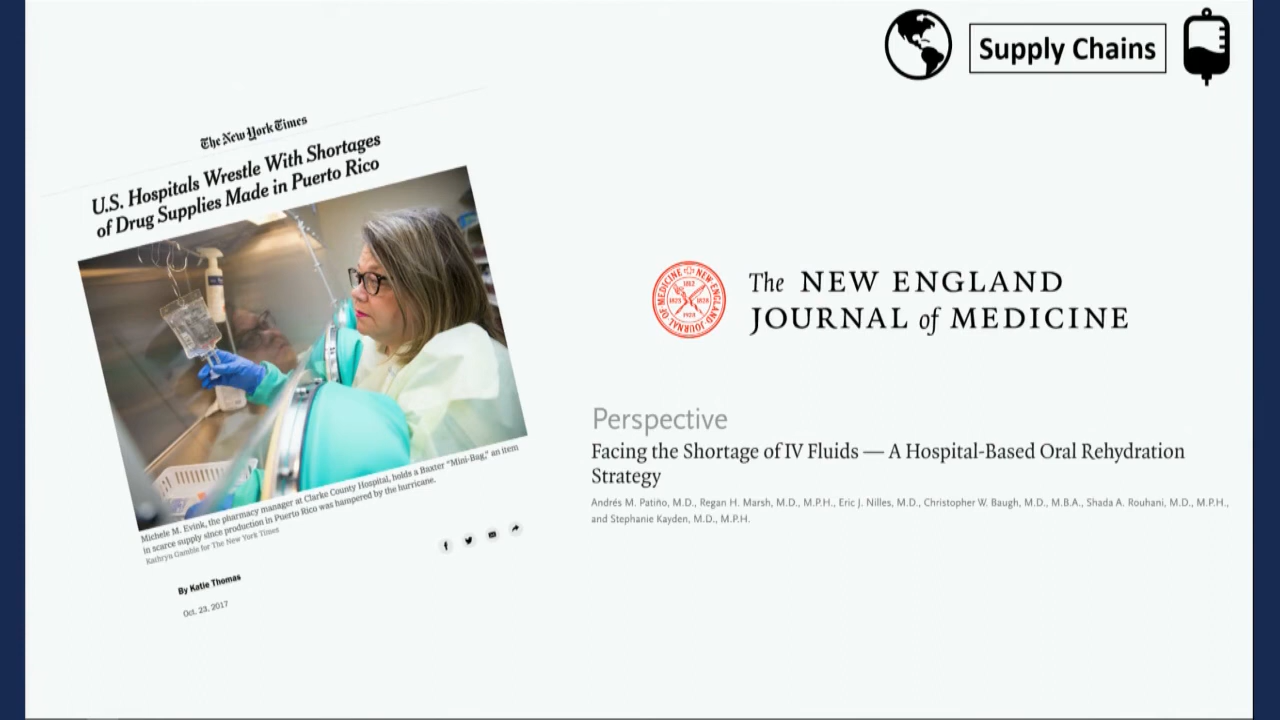 Supply Chains
The New York Times
U.S. Hospitals Wrestle With Shortages
of Drug Supplies Made in Puerto Rico
Michele M. Evink, the pharmacy manager at Clarke County Hospital, holds a Baxter “Mini-Bag,” an item
in scarce supply since production in Puerto Rico was hampered by the hurricane.
Kathryn Gamble for The New York Times
By Katie Thomas
Oct. 23, 2017
The NEW ENGLAND
JOURNAL of MEDICINE
Perspective
Facing the Shortage of IV Fluids — A Hospital-Based Oral Rehydration
Strategy
Andrés M. Patiño, M.D., Regan H. Marsh, M.D., M.P.H., Eric J. Nilles, M.D., Christopher W. Baugh, M.D., M.B.A., Shada A. Rouhani, M.D., M.P.H.,
and Stephanie Kayden, M.D., M.P.H.